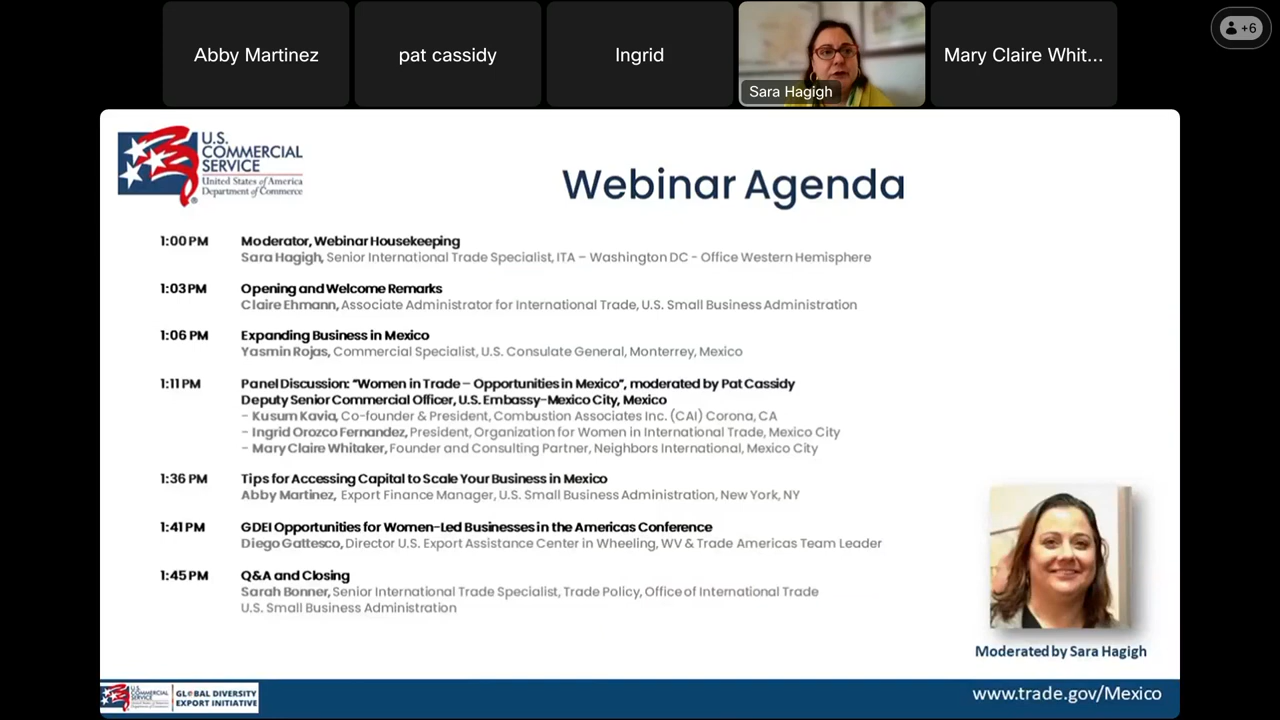 Abby Martinez
pat cassidy
Ingrid
Sara Hagigh
Mary Claire Whit...
+6
U.S.
COMMERCIAL
SERVICE
United States of America
Department of Commerce
®
Webinar Agenda
1:00 PM Moderator, Webinar Housekeeping
Sara Hagigh, Senior International Trade Specialist, ITA – Washington DC - Office Western Hemisphere
1:03 PM Opening and Welcome Remarks
Claire Ehmann, Associate Administrator for International Trade, U.S. Small Business Administration
1:06 PM Expanding Business in Mexico
Yasmin Rojas, Commercial Specialist, U.S. Consulate General, Monterrey, Mexico
1:11 PM Panel Discussion: “Women in Trade – Opportunities in Mexico”, moderated by Pat Cassidy
Deputy Senior Commercial Officer, U.S. Embassy-Mexico City, Mexico
- Kusum Kavia, Co-founder & President, Combustion Associates Inc. (CAI) Corona, CA
- Ingrid Orozco Fernandez, President, Organization for Women in International Trade, Mexico City
- Mary Claire Whitaker, Founder and Consulting Partner, Neighbors International, Mexico City
1:36 PM Tips for Accessing Capital to Scale Your Business in Mexico
Abby Martinez, Export Finance Manager, U.S. Small Business Administration, New York, NY
1:41 PM GDEI Opportunities for Women-Led Businesses in the Americas Conference
Diego Gattesco, Director U.S. Export Assistance Center in Wheeling, WV & Trade Americas Team Leader
1:45 PM Q&A and Closing
Sarah Bonner, Senior International Trade Specialist, Trade Policy, Office of International Trade
U.S. Small Business Administration
Moderated by Sara Hagigh
U.S.
COMMERCIAL
SERVICE
GLOBAL DIVERSITY
EXPORT INITIATIVE
www.trade.gov/Mexico